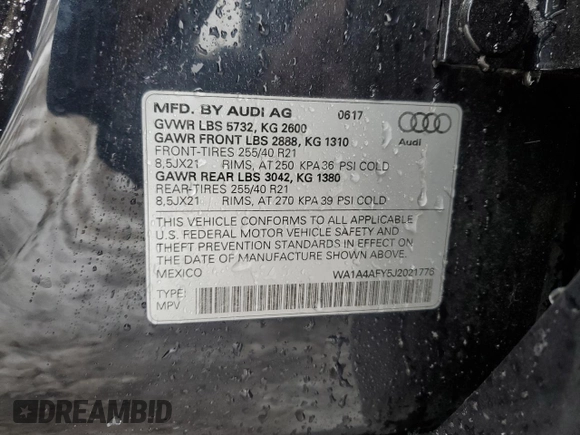 MFD. BY AUDI AG 0617
GVWR LBS 5732, KG 2600
GAWR FRONT LBS 2888, KG 1310
FRONT-TIRES 255/40 R21
8,5JX21 RIMS, AT 250 KPA 36 PSI COLD
GAWR REAR LBS 3042, KG 1380
REAR-TIRES 255/40 R21
8,5JX21 RIMS, AT 270 KPA 39 PSI COLD
Audi
THIS VEHICLE CONFORMS TO ALL APPLICABLE
U.S. FEDERAL MOTOR VEHICLE SAFETY AND
THEFT PREVENTION STANDARDS IN EFFECT ON
THE DATE OF MANUFACTURE SHOWN ABOVE.
MEXICO WA1A4AFY5J2021776
TYPE:
MPV
DREAMBID